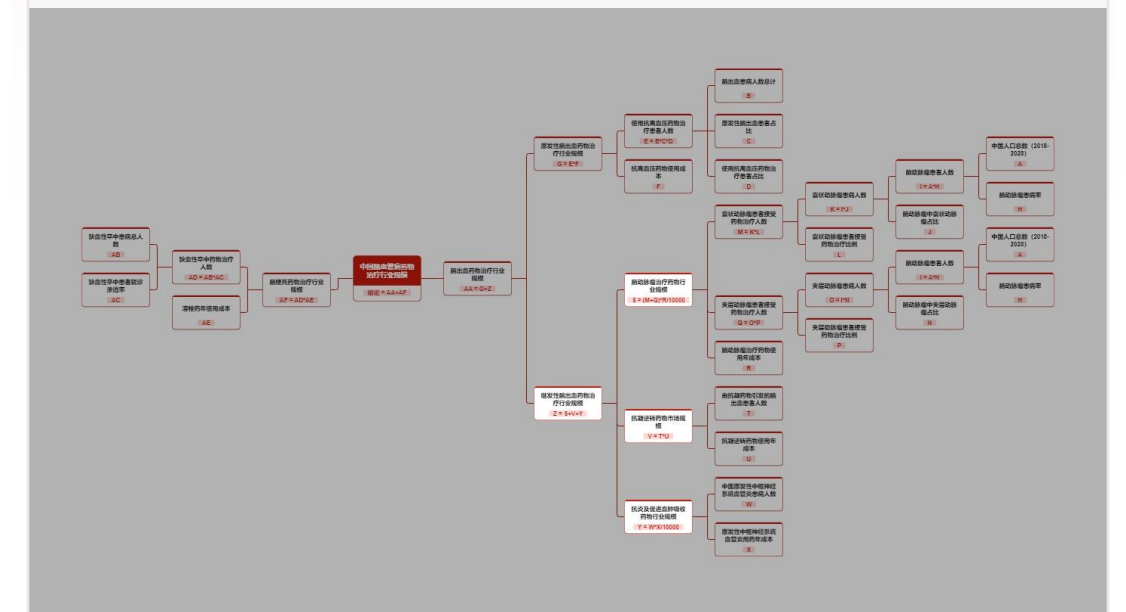 脑出血患病人数总计
B
使用抗高血压药物治
疗患者人数
E = B*C*D
原发性脑出血患者占
比
C
原发性脑出血药物治
疗行业规模
G = E*F
抗高血压药物使用成
本
F
使用抗高血压药物治
疗患者占比
D
中国人口总数（2018-
2028）
A
脑动脉瘤患者人数
I = A*H
囊状动脉瘤患病人数
K = I*J
脑动脉瘤患病率
H
囊状动脉瘤患者接受
药物治疗人数
M = K*L
脑动脉瘤中囊状动脉
瘤占比
J
囊状动脉瘤患者接受
药物治疗比例
L
缺血性卒中患病总人
数
AB
缺血性卒中药物治疗
人数
AD = AB*AC
缺血性卒中患者就诊
渗透率
AC
脑梗死药物治疗行业
规模
AF = AD*AE
溶栓药年使用成本
AE
中国脑血管病药物
治疗行业规模
结论 = AA+AF
脑出血药物治疗行业
规模
AA = G+Z
脑动脉瘤治疗药物行
业规模
S = (M+Q)*R/10000
中国人口总数（2018-
2028）
A
脑动脉瘤患者人数
I = A*H
夹层动脉瘤患病人数
O = I*N
脑动脉瘤患病率
H
夹层动脉瘤患者接受
药物治疗人数
Q = O*P
脑动脉瘤中夹层动脉
瘤占比
N
夹层动脉瘤患者接受
药物治疗比例
P
脑动脉瘤治疗药物使
用年成本
R
继发性脑出血药物治
疗行业规模
Z = S+V+Y
由抗凝药物引发的脑
出血患者人数
T
抗凝逆转药物市场规
模
V = T*U
抗凝逆转药物使用年
成本
U
中国原发性中枢神经
系统血管炎患病人数
W
抗炎及促进血肿吸收
药物行业规模
Y = W*X/10000
原发性中枢神经系统
血管炎用药年成本
X